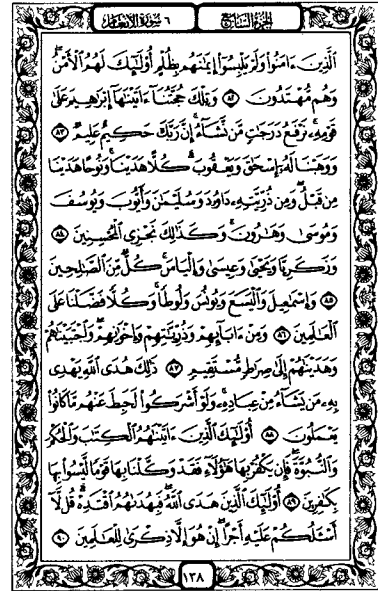 الجزء السابع ٦ سورة الأنعام
ٱلَّذِينَ ءَامَنُوا۟ وَلَمْ يَلْبِسُوٓا۟ إِيمَٰنَهُم بِظُلْمٍ أُو۟لَٰٓئِكَ لَهُمُ ٱلْأَمْنُ
وَهُم مُّهْتَدُونَ ٨٢ وَتِلْكَ حُجَّتُنَآ ءَاتَيْنَٰهَآ إِبْرَٰهِيمَ عَلَىٰ
قَوْمِهِۦ نَرْفَعُ دَرَجَٰتٍ مَّن نَّشَآءُ إِنَّ رَبَّكَ حَكِيمٌ عَلِيمٌ ٨٣
وَوَهَبْنَا لَهُۥٓ إِسْحَٰقَ وَيَعْقُوبَ كُلًّا هَدَيْنَا وَنُوحًا هَدَيْنَا
مِن قَبْلُ وَمِن ذُرِّيَّتِهِۦ دَاوُۥدَ وَسُلَيْمَٰنَ وَأَيُّوبَ وَيُوسُفَ
وَمُوسَىٰ وَهَٰرُونَ وَكَذَٰلِكَ نَجْزِى ٱلْمُحْسِنِينَ ٨٤
وَزَكَرِيَّا وَيَحْيَىٰ وَعِيسَىٰ وَإِلْيَاسَ كُلٌّ مِّنَ ٱلصَّٰلِحِينَ
٨٥ وَإِسْمَٰعِيلَ وَٱلْيَسَعَ وَيُونُسَ وَلُوطًا وَكُلًّا فَضَّلْنَا عَلَى
ٱلْعَٰلَمِينَ ٨٦ وَمِنْ ءَابَآئِهِمْ وَذُرِّيَّٰتِهِمْ وَإِخْوَٰنِهِمْ وَٱجْتَبَيْنَٰهُمْ
وَهَدَيْنَٰهُمْ إِلَىٰ صِرَٰطٍ مُّسْتَقِيمٍ ٨٧ ذَٰلِكَ هُدَى ٱللَّهِ يَهْدِى
بِهِۦ مَن يَشَآءُ مِنْ عِبَادِهِۦ وَلَوْ أَشْرَكُوا۟ لَحَبِطَ عَنْهُم مَّا كَانُوا۟
يَعْمَلُونَ ٨٨ أُو۟لَٰٓئِكَ ٱلَّذِينَ ءَاتَيْنَٰهُمُ ٱلْكِتَٰبَ وَٱلْحُكْمَ
وَٱلنُّبُوَّةَ فَإِن يَكْفُرْ بِهَا هَٰٓؤُلَآءِ فَقَدْ وَكَّلْنَا بِهَا قَوْمًا لَّيْسُوا۟ بِهَا
بِكَٰفِرِينَ ٨٩ أُو۟لَٰٓئِكَ ٱلَّذِينَ هَدَى ٱللَّهُ فَبِهُدَىٰهُمُ ٱقْتَدِهْ قُل لَّآ
أَسْـَٔلُكُمْ عَلَيْهِ أَجْرًا إِنْ هُوَ إِلَّا ذِكْرَىٰ لِلْعَٰلَمِينَ ٩٠
١٣٨